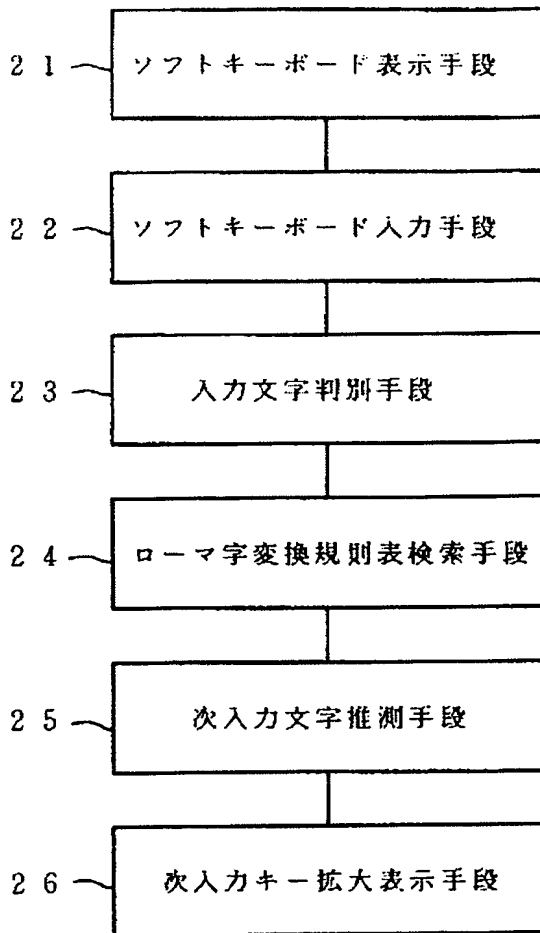 21 ソフトキーボード表示手段
22 ソフトキーボード入力手段
23 入力文字判別手段
24 ローマ字変換規則表検索手段
25 次入力文字推測手段
26 次入力キー拡大表示手段